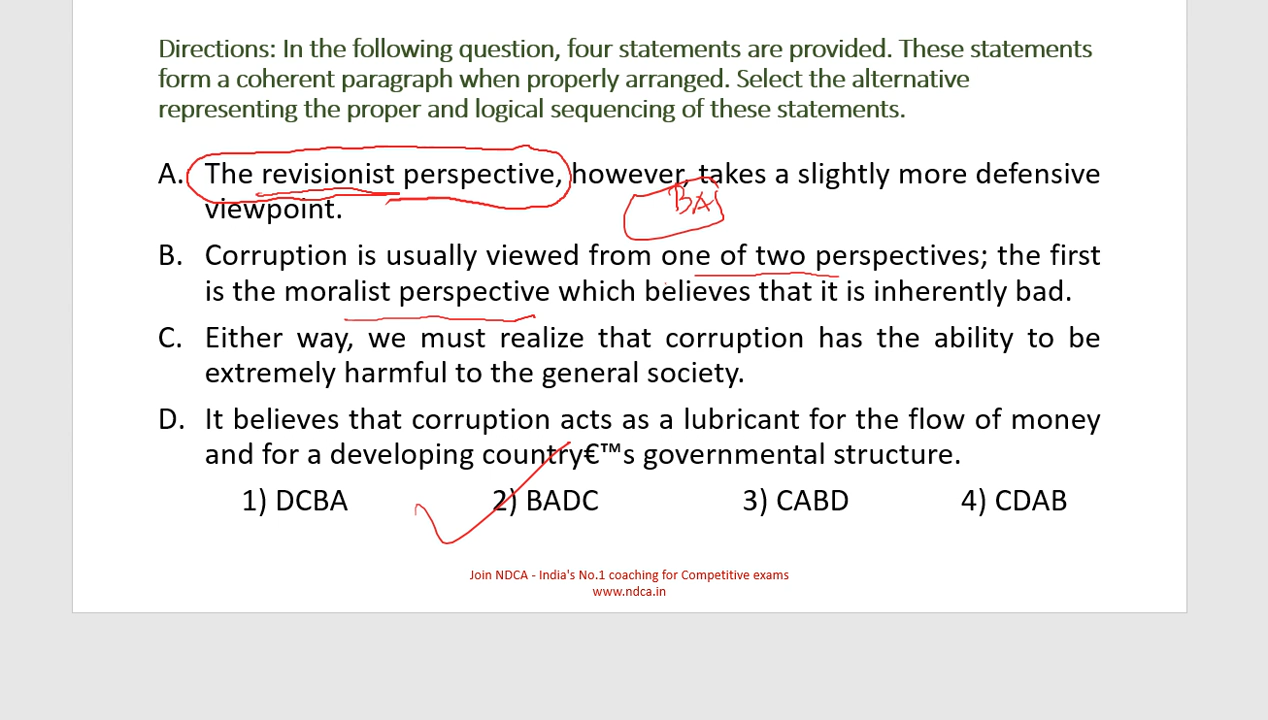 Directions: In the following question, four statements are provided. These statements
form a coherent paragraph when properly arranged. Select the alternative
representing the proper and logical sequencing of these statements.
A. The revisionist perspective, however, takes a slightly more defensive
viewpoint.
BA
B. Corruption is usually viewed from one of two perspectives; the first
is the moralist perspective which believes that it is inherently bad.
C. Either way, we must realize that corruption has the ability to be
extremely harmful to the general society.
D. It believes that corruption acts as a lubricant for the flow of money
and for a developing country€™s governmental structure.
1) DCBA 2) BADC 3) CABD 4) CDAB
Join NDCA - India's No.1 coaching for Competitive exams
www.ndca.in